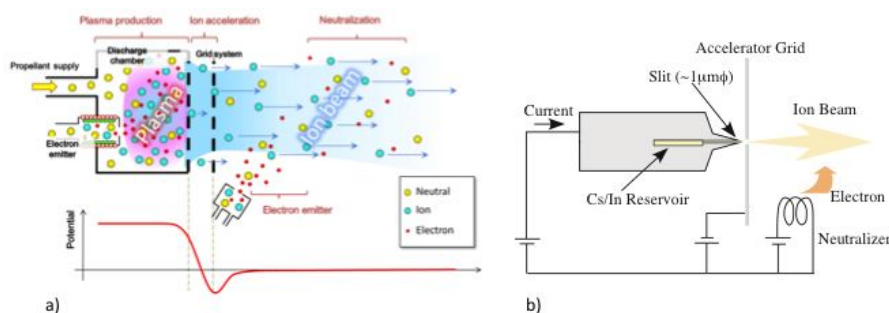 Plasma production
Ion acceleration
Neutralization
Discharge
chamber
Grid system
Propellant supply
Plasma
Ion beam
Electron
emitter
Electron emitter
Neutral
Ion
Electron
Potential
a)
Accelerator Grid
Slit (~1μmϕ)
Current
Ion Beam
Cs/In Reservoir
Electron
Neutralizer
b)